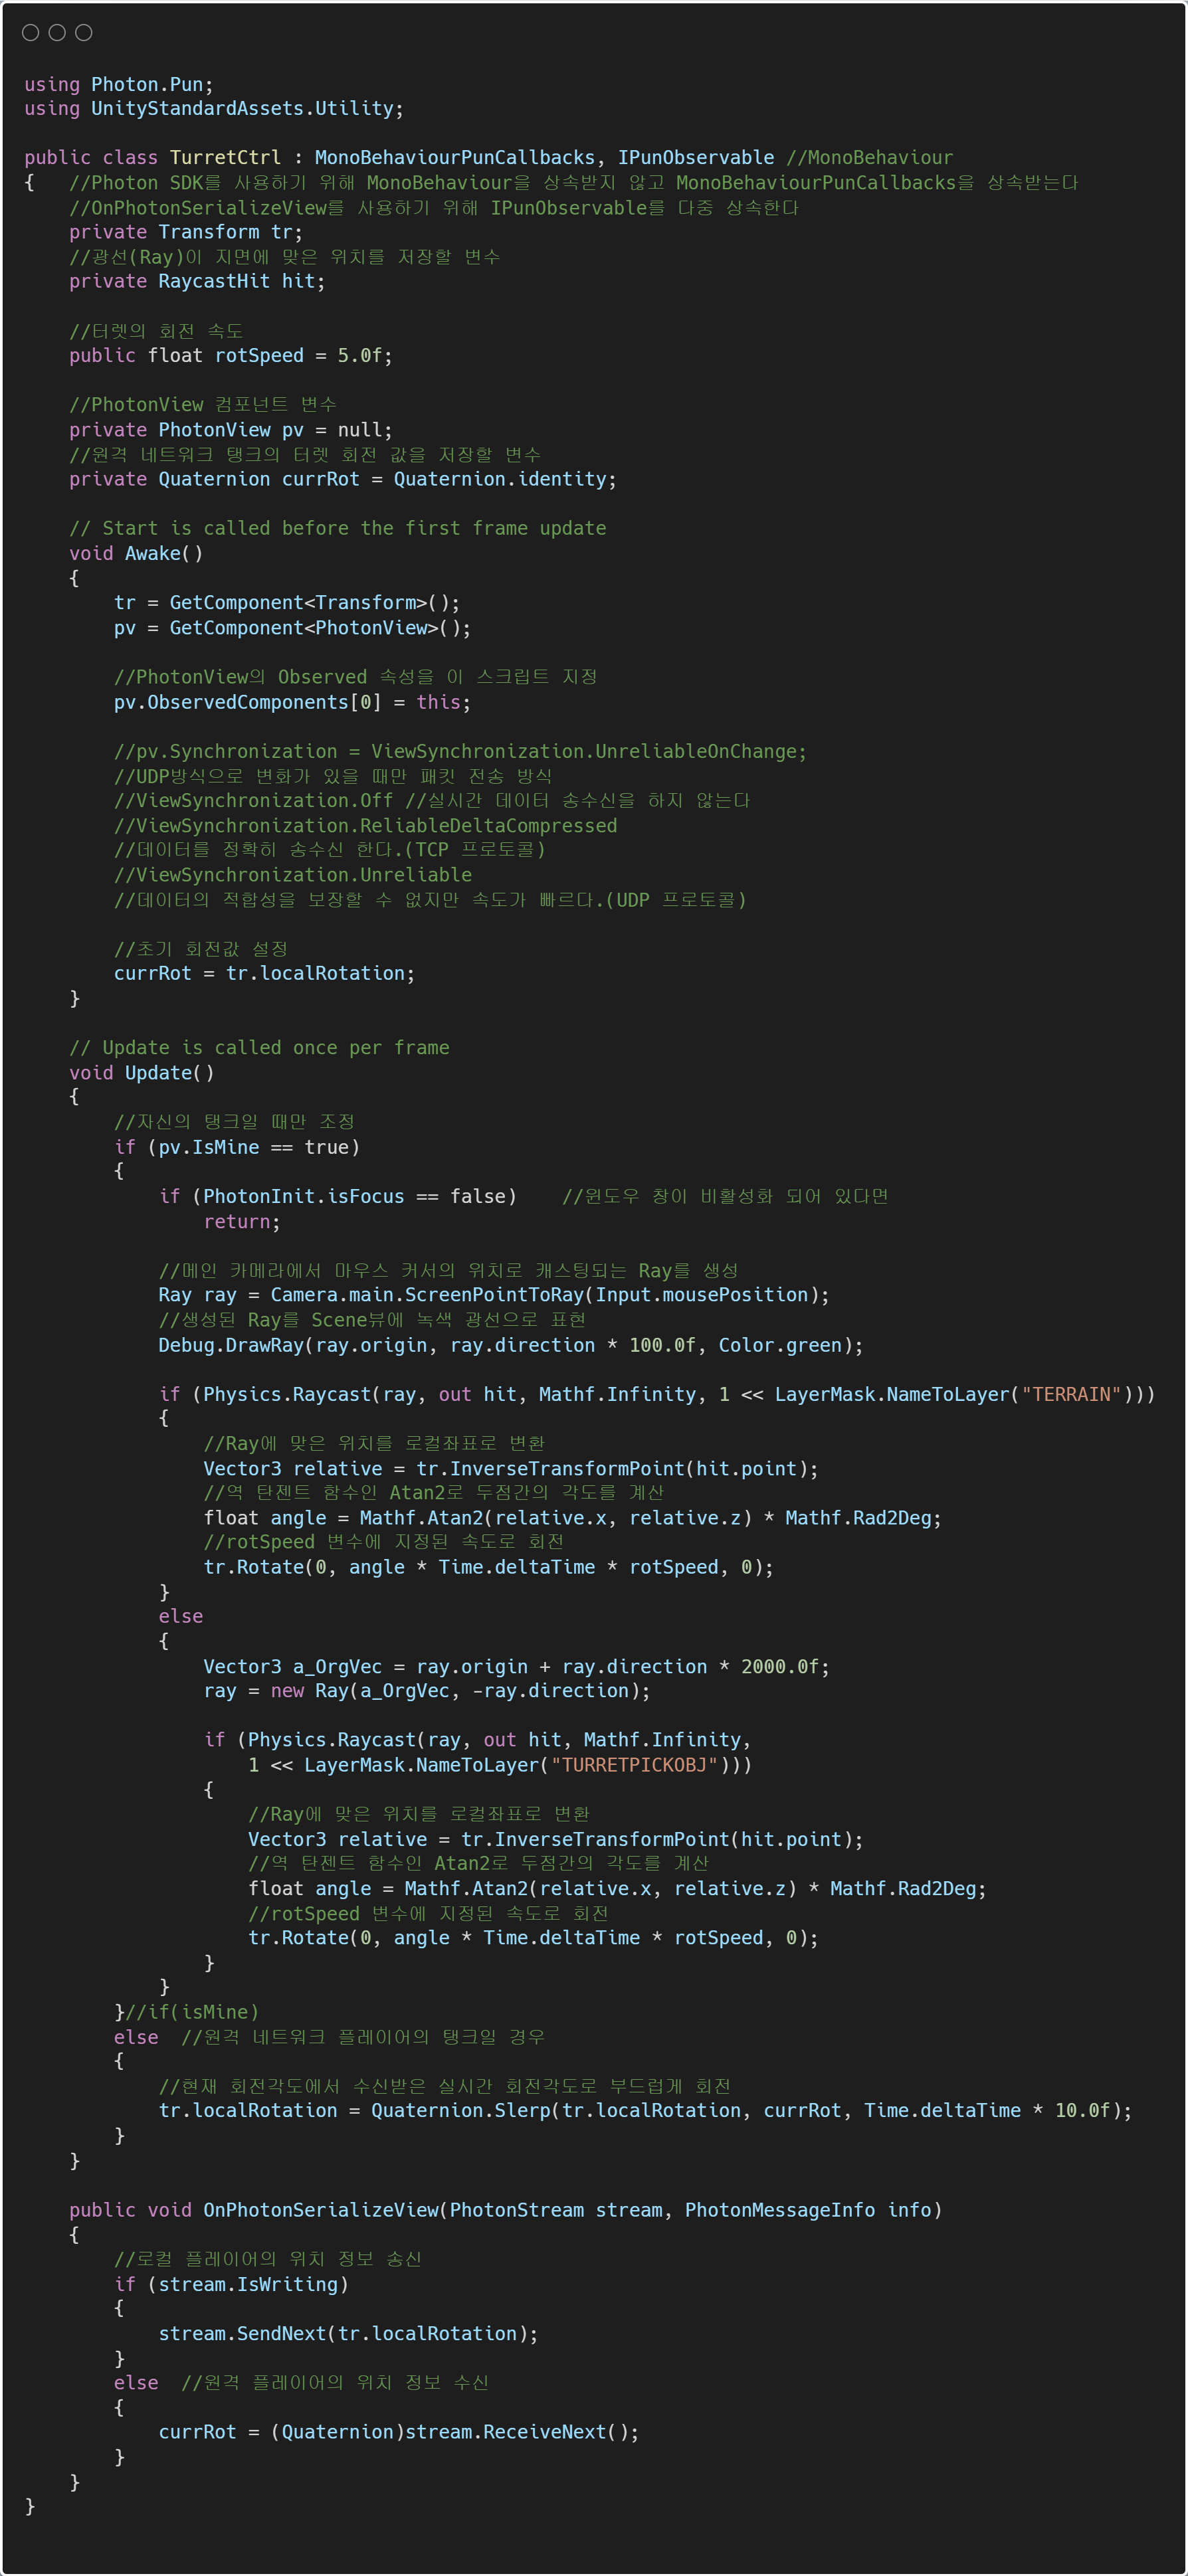 using Photon.Pun;
using UnityStandardAssets.Utility;

public class TurretCtrl : MonoBehaviourPunCallbacks, IPunObservable //MonoBehaviour
{   //Photon SDK를 사용하기 위해 MonoBehaviour을 상속받지 않고 MonoBehaviourPunCallbacks을 상속받는다
    //OnPhotonSerializeView를 사용하기 위해 IPunObservable를 다중 상속한다
    private Transform tr;
    //광선(Ray)이 지면에 맞은 위치를 저장할 변수
    private RaycastHit hit;

    //터렛의 회전 속도
    public float rotSpeed = 5.0f;

    //PhotonView 컴포넌트 변수
    private PhotonView pv = null;
    //원격 네트워크 탱크의 터렛 회전 값을 저장할 변수
    private Quaternion currRot = Quaternion.identity;

    // Start is called before the first frame update
    void Awake()
    {
        tr = GetComponent<Transform>();
        pv = GetComponent<PhotonView>();

        //PhotonView의 Observed 속성을 이 스크립트 지정
        pv.ObservedComponents[0] = this;

        //pv.Synchronization = ViewSynchronization.UnreliableOnChange;
        //UDP방식으로 변화가 있을 때만 패킷 전송 방식
        //ViewSynchronization.Off //실시간 데이터 송수신을 하지 않는다
        //ViewSynchronization.ReliableDeltaCompressed
        //데이터를 정확히 송수신 한다.(TCP 프로토콜)
        //ViewSynchronization.Unreliable
        //데이터의 적합성을 보장할 수 없지만 속도가 빠르다.(UDP 프로토콜)

        //초기 회전값 설정
        currRot = tr.localRotation;
    }

    // Update is called once per frame
    void Update()
    {
        //자신의 탱크일 때만 조정
        if (pv.IsMine == true)
        {
            if (PhotonInit.isFocus == false)    //윈도우 창이 비활성화 되어 있다면
                return;

            //메인 카메라에서 마우스 커서의 위치로 캐스팅되는 Ray를 생성
            Ray ray = Camera.main.ScreenPointToRay(Input.mousePosition);
            //생성된 Ray를 Scene뷰에 녹색 광선으로 표현
            Debug.DrawRay(ray.origin, ray.direction * 100.0f, Color.green);

            if (Physics.Raycast(ray, out hit, Mathf.Infinity, 1 << LayerMask.NameToLayer("TERRAIN")))
            {
                //Ray에 맞은 위치를 로컬좌표로 변환
                Vector3 relative = tr.InverseTransformPoint(hit.point);
                //역 탄젠트 함수인 Atan2로 두점간의 각도를 계산
                float angle = Mathf.Atan2(relative.x, relative.z) * Mathf.Rad2Deg;
                //rotSpeed 변수에 지정된 속도로 회전
                tr.Rotate(0, angle * Time.deltaTime * rotSpeed, 0);
            }
            else
            {
                Vector3 a_OrgVec = ray.origin + ray.direction * 2000.0f;
                ray = new Ray(a_OrgVec, -ray.direction);

                if (Physics.Raycast(ray, out hit, Mathf.Infinity,
                    1 << LayerMask.NameToLayer("TURRETPICKOBJ")))
                {
                    //Ray에 맞은 위치를 로컬좌표로 변환
                    Vector3 relative = tr.InverseTransformPoint(hit.point);
                    //역 탄젠트 함수인 Atan2로 두점간의 각도를 게산
                    float angle = Mathf.Atan2(relative.x, relative.z) * Mathf.Rad2Deg;
                    //rotSpeed 변수에 지정된 속도로 회전
                    tr.Rotate(0, angle * Time.deltaTime * rotSpeed, 0);
                }
            }
        }//if(isMine)
        else  //원격 네트워크 플레이어의 탱크일 경우
        {
            //현재 회전각도에서 수신받은 실시간 회전각도로 부드럽게 회전
            tr.localRotation = Quaternion.Slerp(tr.localRotation, currRot, Time.deltaTime * 10.0f);
        }
    }

    public void OnPhotonSerializeView(PhotonStream stream, PhotonMessageInfo info)
    {
        //로컬 플레이어의 위치 정보 송신
        if (stream.IsWriting)
        {
            stream.SendNext(tr.localRotation);
        }
        else  //원격 플레이어의 위치 정보 수신
        {
            currRot = (Quaternion)stream.ReceiveNext();
        }
    }
}